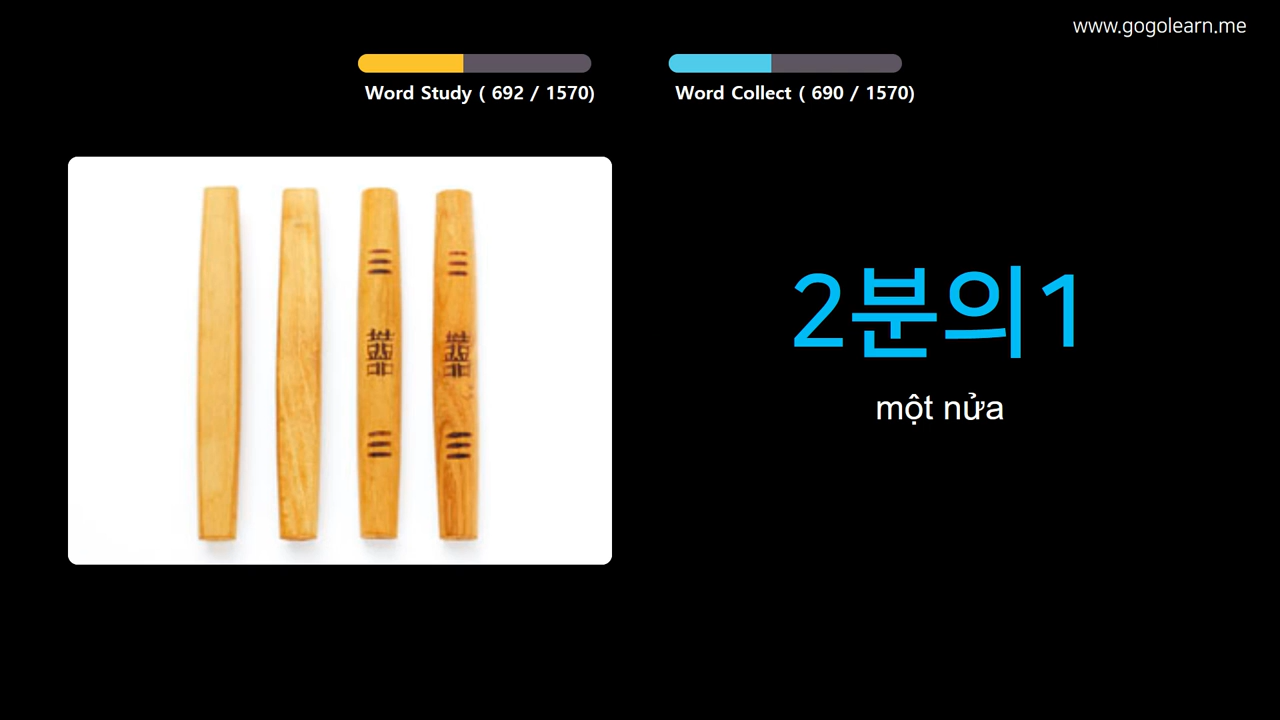 www.gogolearn.me
Word Study ( 692 / 1570)
Word Collect ( 690 / 1570)
2분의1
một nửa